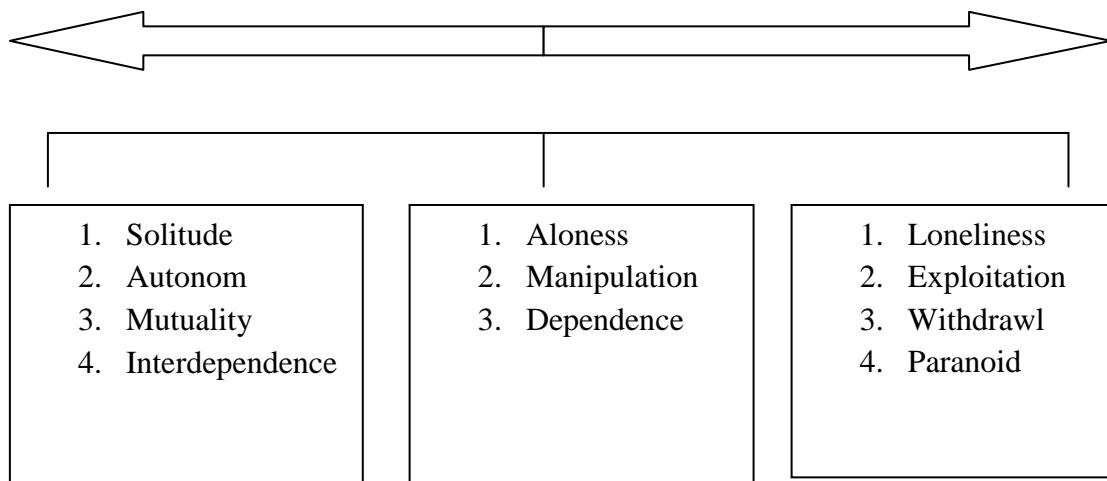 1. Solitude
2. Autonom
3. Mutuality
4. Interdependence
1. Aloness
2. Manipulation
3. Dependence
1. Loneliness
2. Exploitation
3. Withdrawl
4. Paranoid